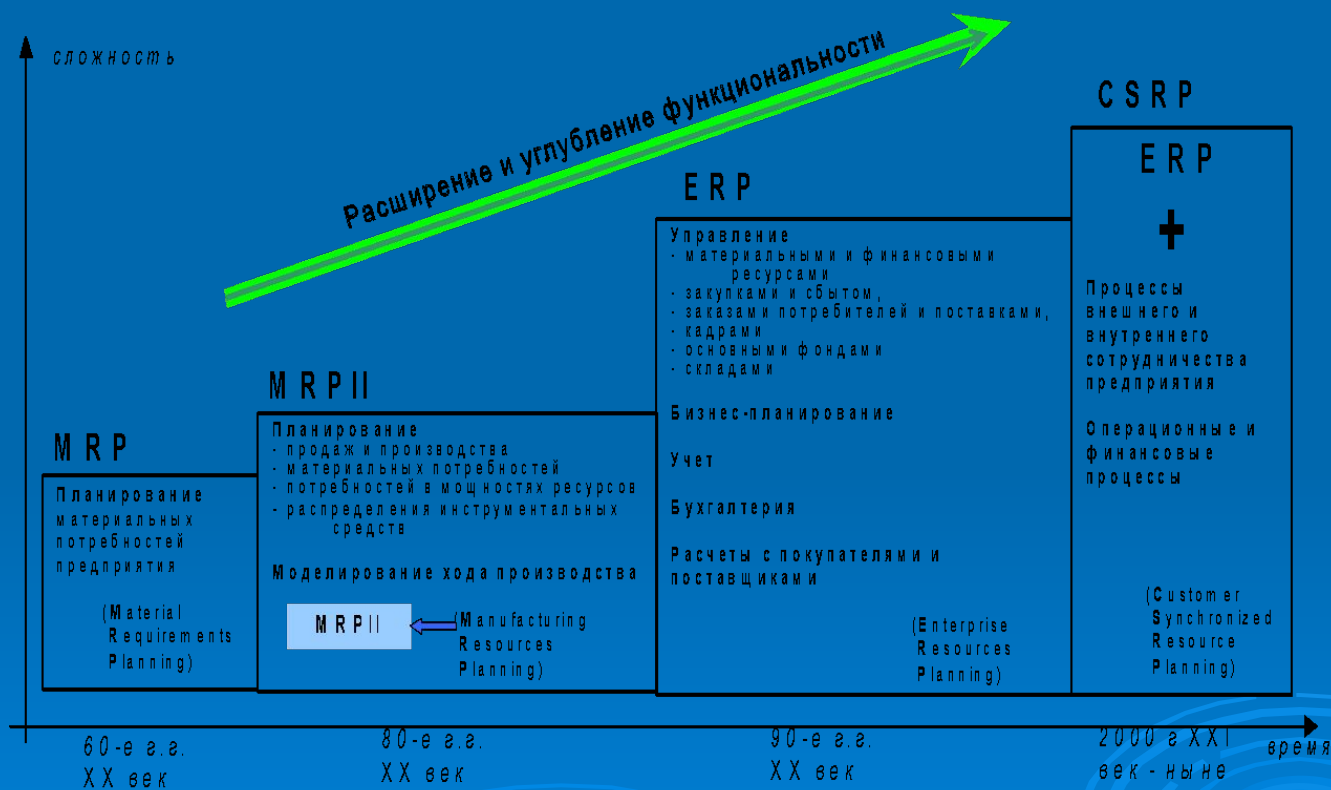 сложность
Расширение и углубление функциональности
CSRP
ERP
+
Процессы
внешнего и
внутреннего
сотрудничества
предприятия
Операционные и
финансовые
процессы
(Customer
Synchronized
Resource
Planning)
ERP
Управление
- материальными и финансовыми
ресурсами
- закупками и сбытом,
- заказами потребителей и поставками,
- кадрами
- основными фондами
- складами
Бизнес-планирование
Учет
Бухгалтерия
Расчеты с покупателями и
поставщиками
(Enterprise
Resources
Planning)
MRPII
Планирование
- продаж и производства
- материальных потребностей
- потребностей в мощностях ресурсов
- распределения инструментальных
средств
Моделирование хода производства
MRPII
(Manufacturing
Resources
Planning)
MRP
Планирование
материальных
потребностей
предприятия
(Material
Requirements
Planning)
60-е г.г.
XX век
80-е г.г.
XX век
90-е г.г.
XX век
2000 г XXI
век - ныне
время